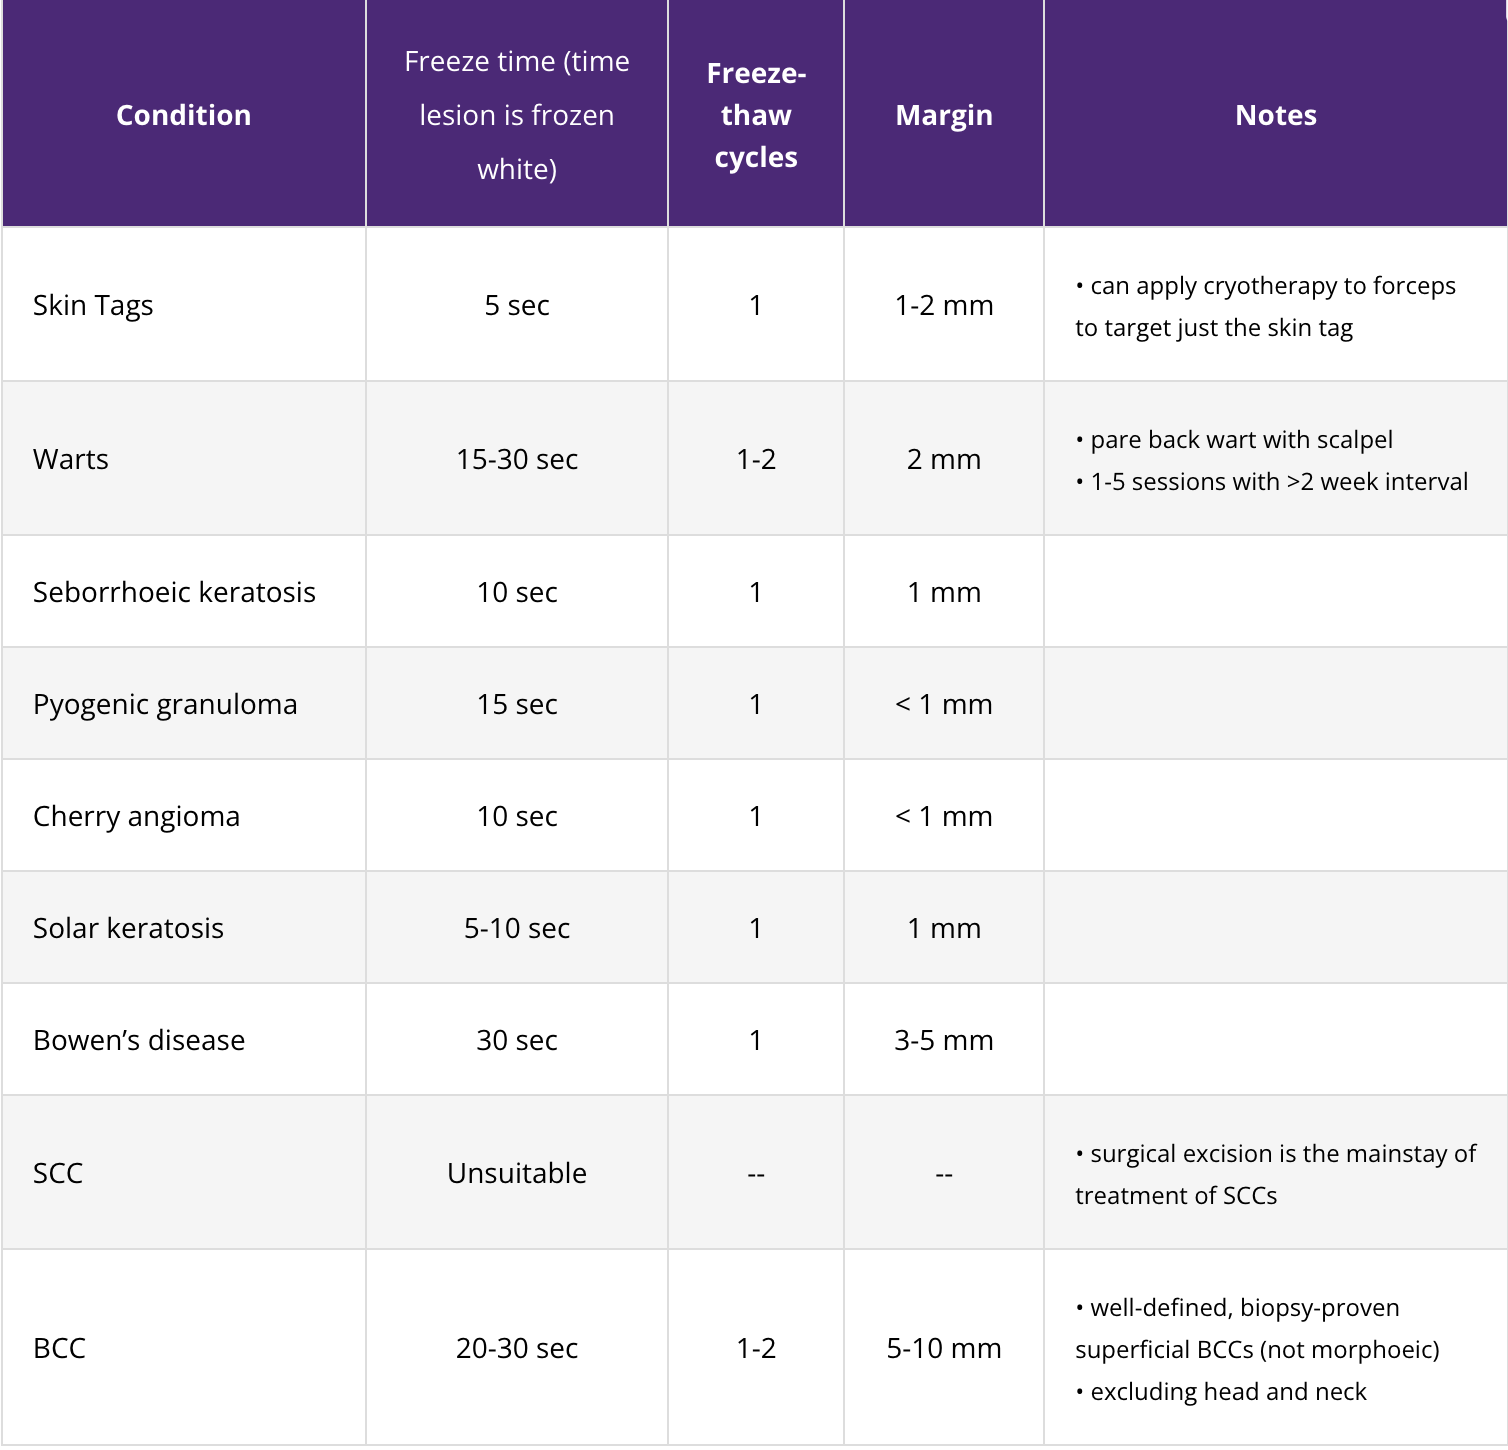 Condition
Freeze time (time
lesion is frozen
white)
Freeze-
thaw
cycles
Margin
Notes
Skin Tags
5 sec
1
1-2 mm
• can apply cryotherapy to forceps
to target just the skin tag
Warts
15-30 sec
1-2
2 mm
• pare back wart with scalpel
• 1-5 sessions with >2 week interval
Seborrhoeic keratosis
10 sec
1
1 mm
Pyogenic granuloma
15 sec
1
< 1 mm
Cherry angioma
10 sec
1
< 1 mm
Solar keratosis
5-10 sec
1
1 mm
Bowen’s disease
30 sec
1
3-5 mm
SCC
Unsuitable
--
--
• surgical excision is the mainstay of
treatment of SCCs
BCC
20-30 sec
1-2
5-10 mm
• well-defined, biopsy-proven
superficial BCCs (not morphoeic)
• excluding head and neck